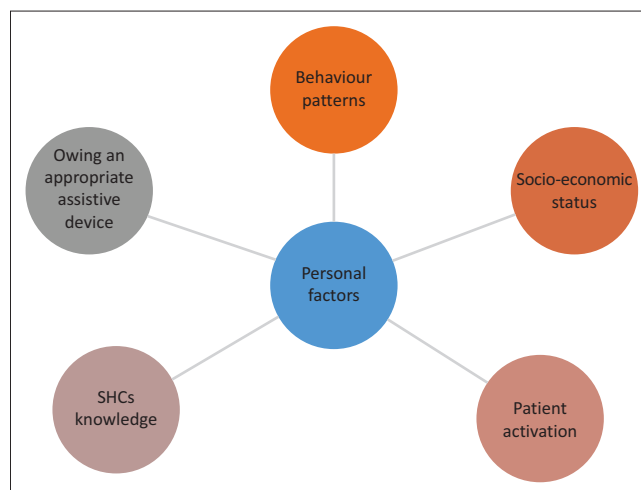 Behaviour
patterns
Owing an
appropriate
assistive
device
Socio-economic
status
Personal
factors
SHCs
knowledge
Patient
activation